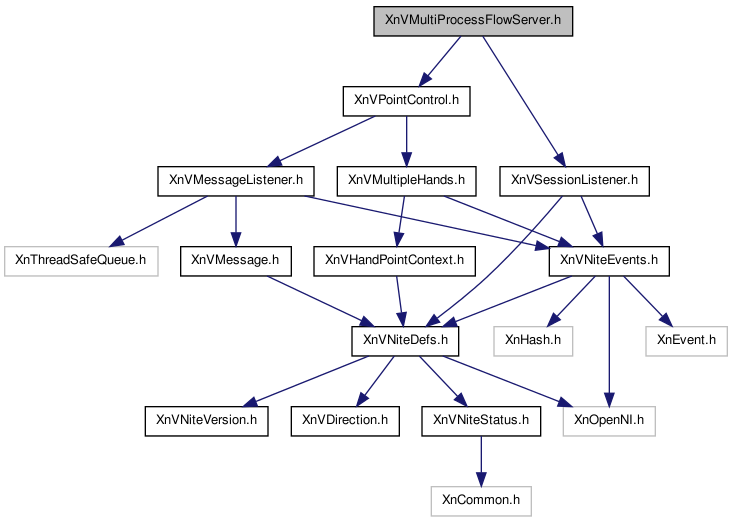 XnVMultiProcessFlowServer.h
XnVPointControl.h
XnVMessageListener.h
XnVMultipleHands.h
XnVSessionListener.h
XnThreadSafeQueue.h
XnVMessage.h
XnVHandPointContext.h
XnVNiteEvents.h
XnVNiteDefs.h
XnHash.h
XnEvent.h
XnVNiteVersion.h
XnVDirection.h
XnVNiteStatus.h
XnOpenNI.h
XnCommon.h